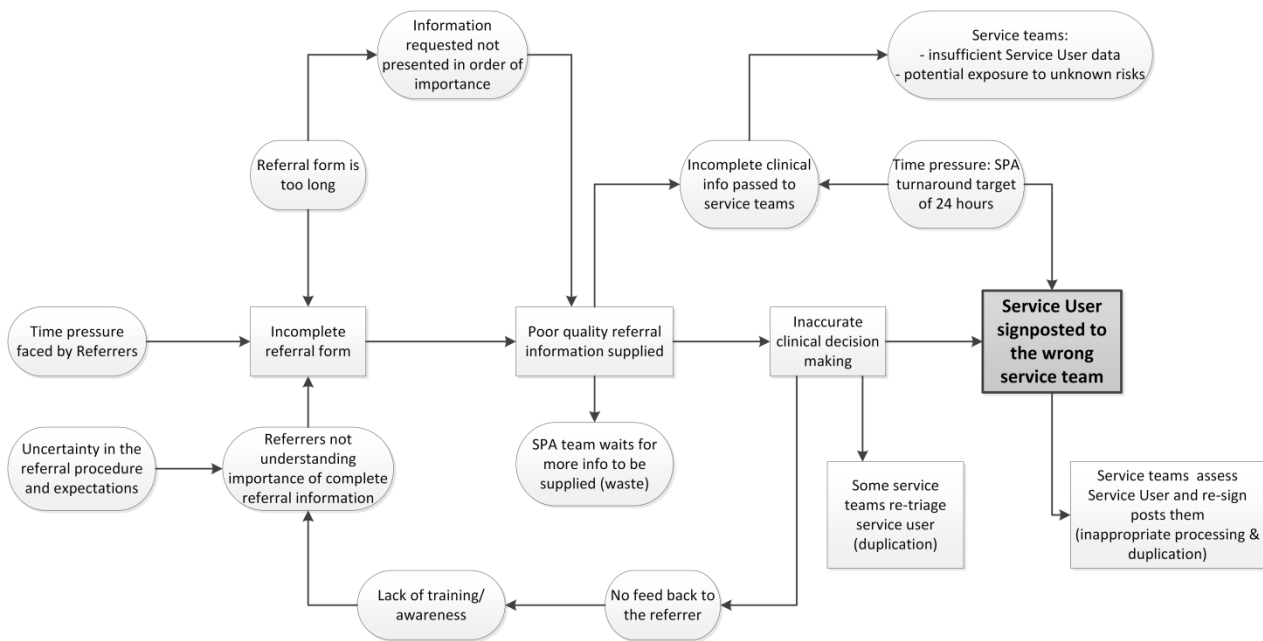 Information
requested not
presented in order of
importance
Service teams:
- insufficient Service User data
- potential exposure to unknown risks
Referral form is
too long
Incomplete clinical
info passed to
service teams
Time pressure: SPA
turnaround target
of 24 hours
Time pressure
faced by Referrers
Incomplete
referral form
Poor quality referral
information supplied
Inaccurate
clinical decision
making
Service User
signposted to
the wrong
service team
Uncertainty in the
referral procedure
and expectations
Referrers not
understanding
importance of complete
referral information
SPA team waits for
more info to be
supplied (waste)
Some service
teams re-triage
service user
(duplication)
Service teams  assess
Service User and re-sign
posts them
(inappropriate processing &
duplication)
Lack of training/
awareness
No feed back to
the referrer